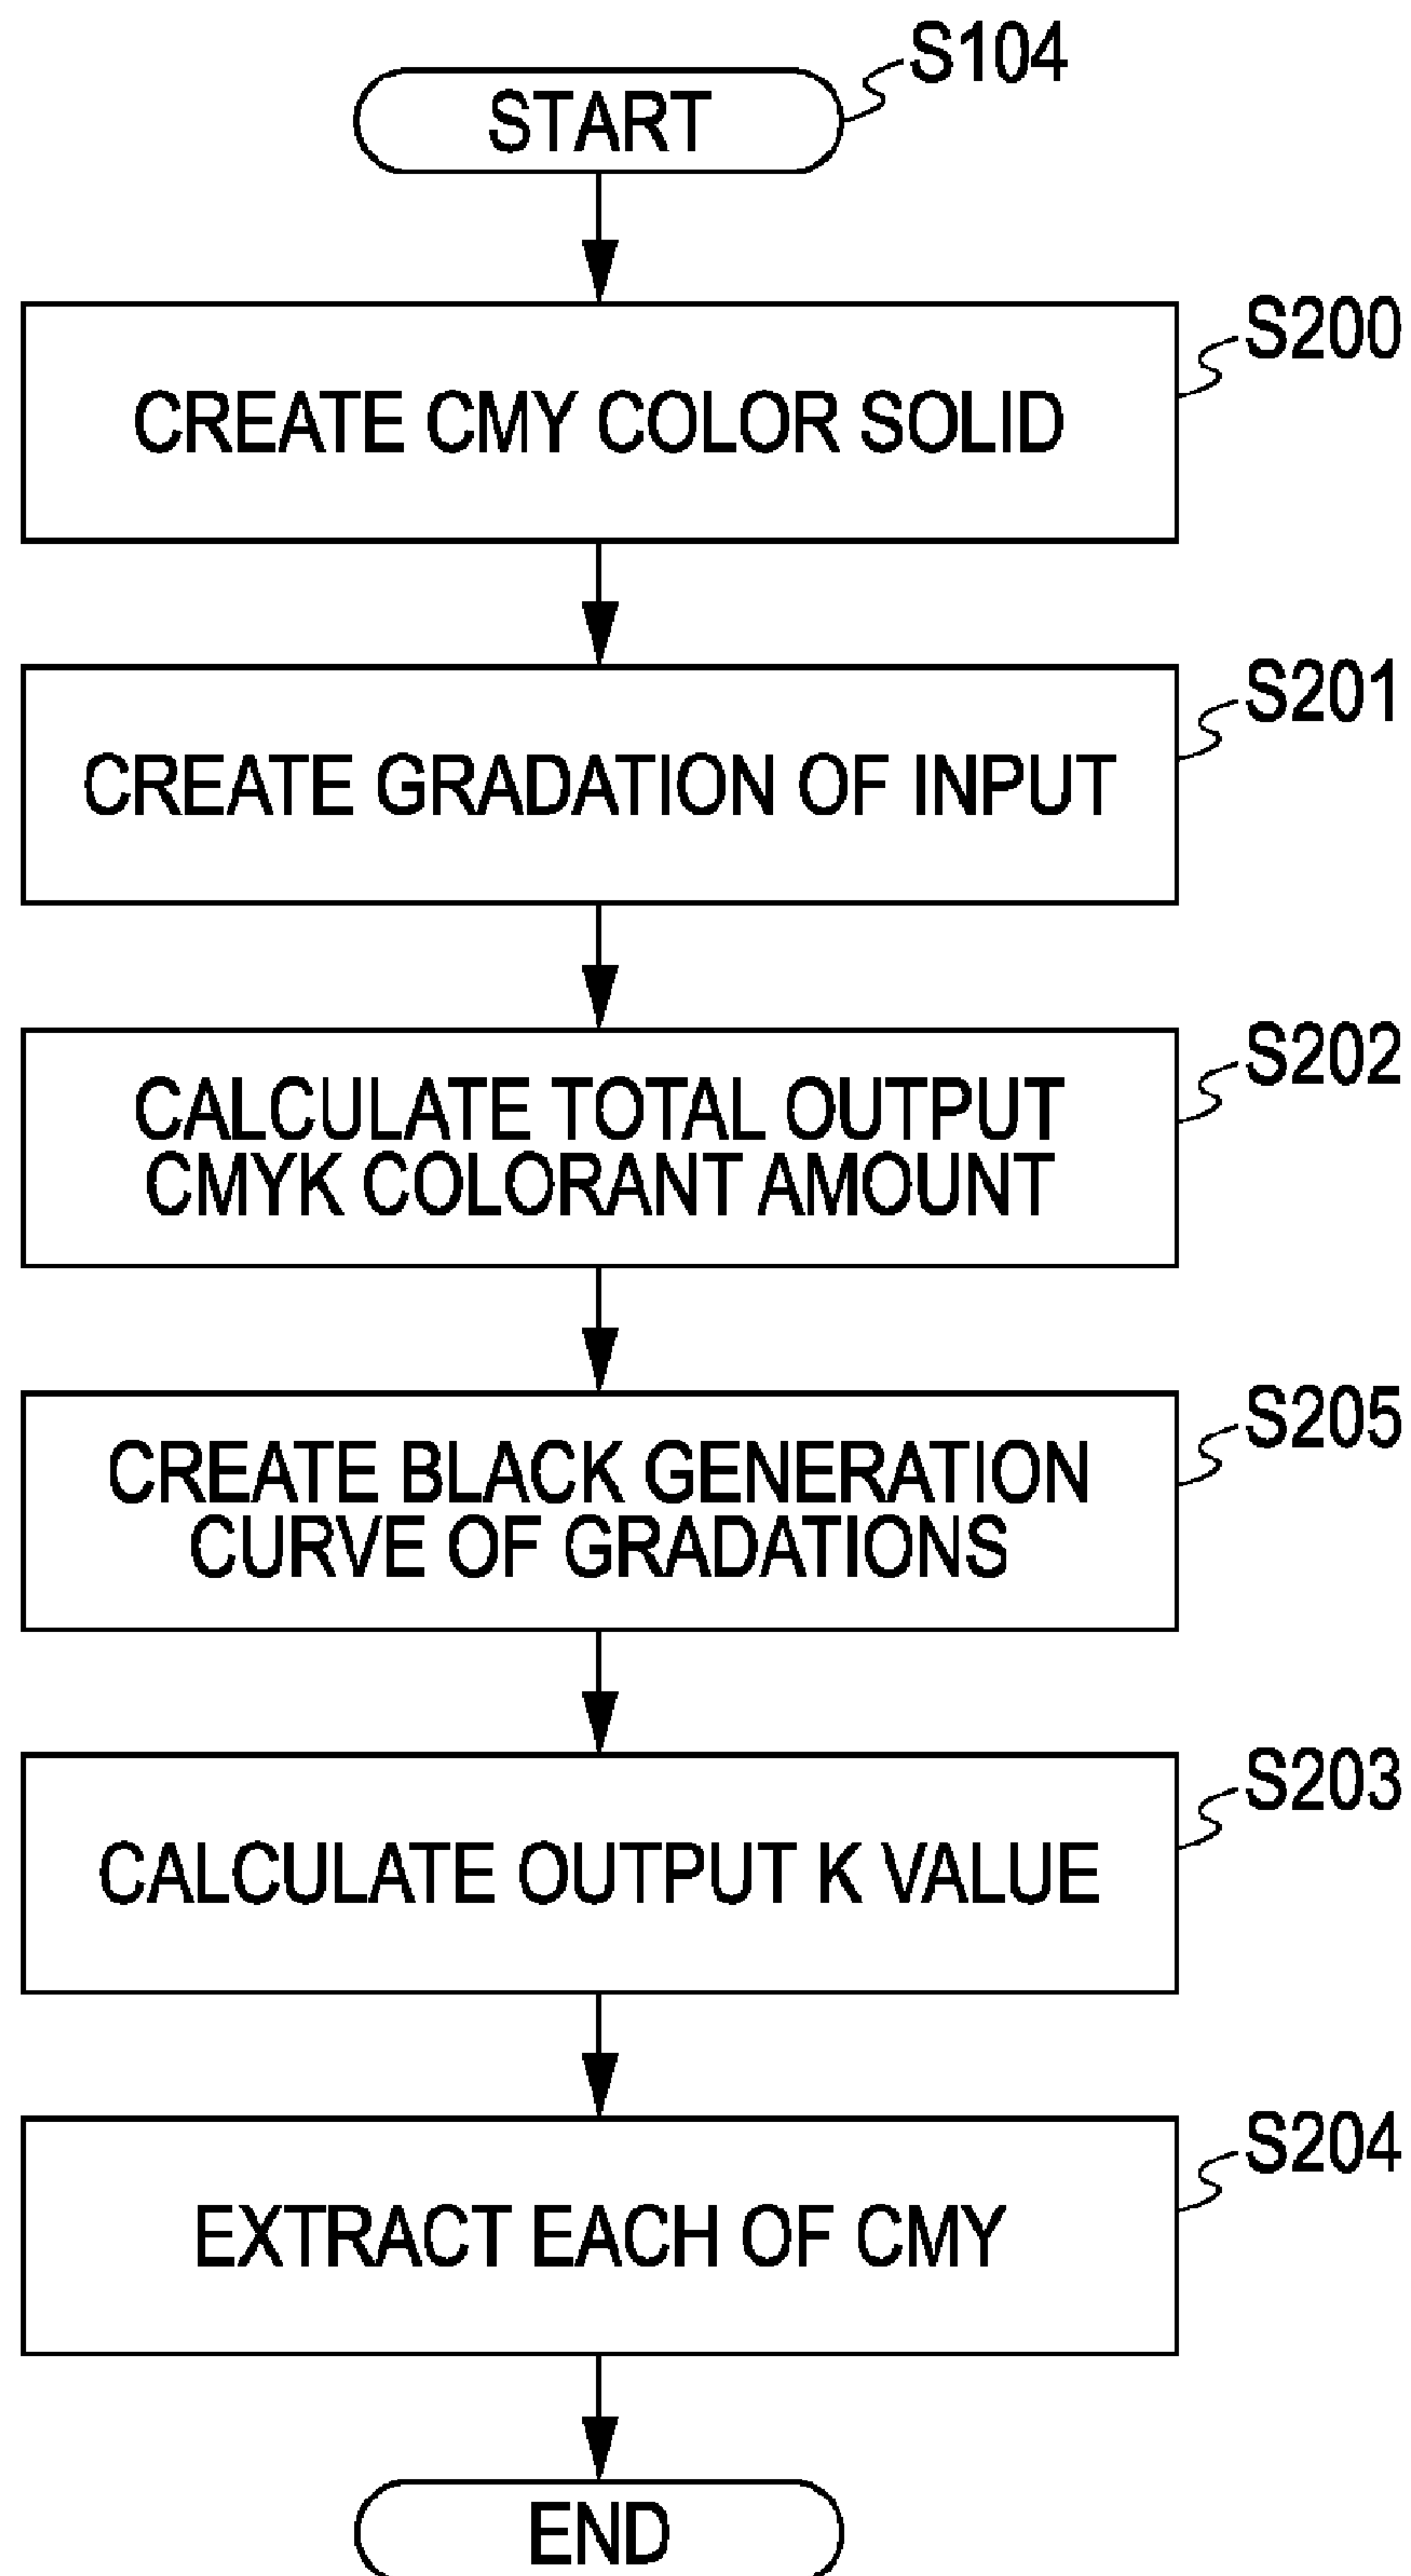 S104
START
S200
CREATE CMY COLOR SOLID
S201
CREATE GRADATION OF INPUT
S202
CALCULATE TOTAL OUTPUT
CMYK COLORANT AMOUNT
S205
CREATE BLACK GENERATION
CURVE OF GRADATIONS
S203
CALCULATE OUTPUT K VALUE
S204
EXTRACT EACH OF CMY
END